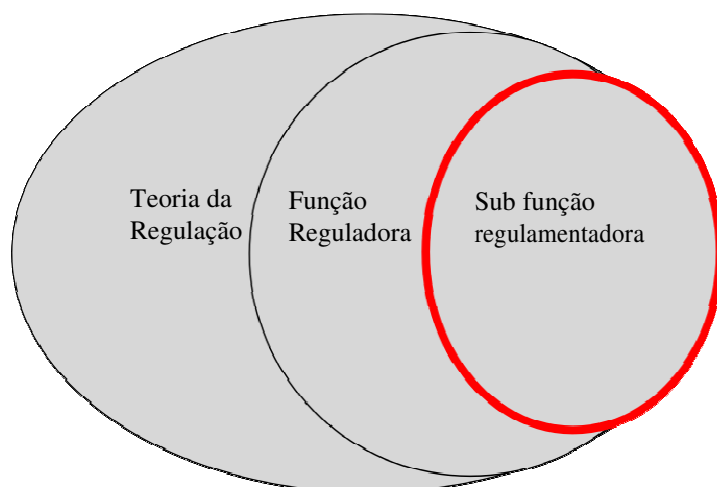 Teoria da
Regulação
Função
Reguladora
Sub função
regulamentadora